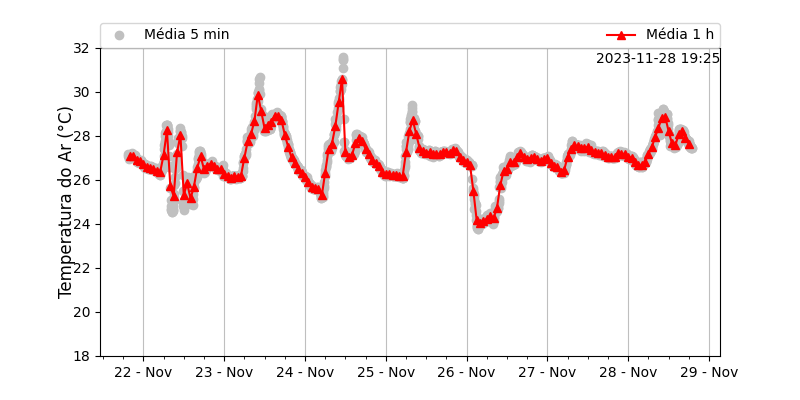 Média 5 min
Média 1 h
2023-11-28 19:25
Temperatura do Ar (°C)
32
30
28
26
24
22
20
18
22 - Nov
23 - Nov
24 - Nov
25 - Nov
26 - Nov
27 - Nov
28 - Nov
29 - Nov